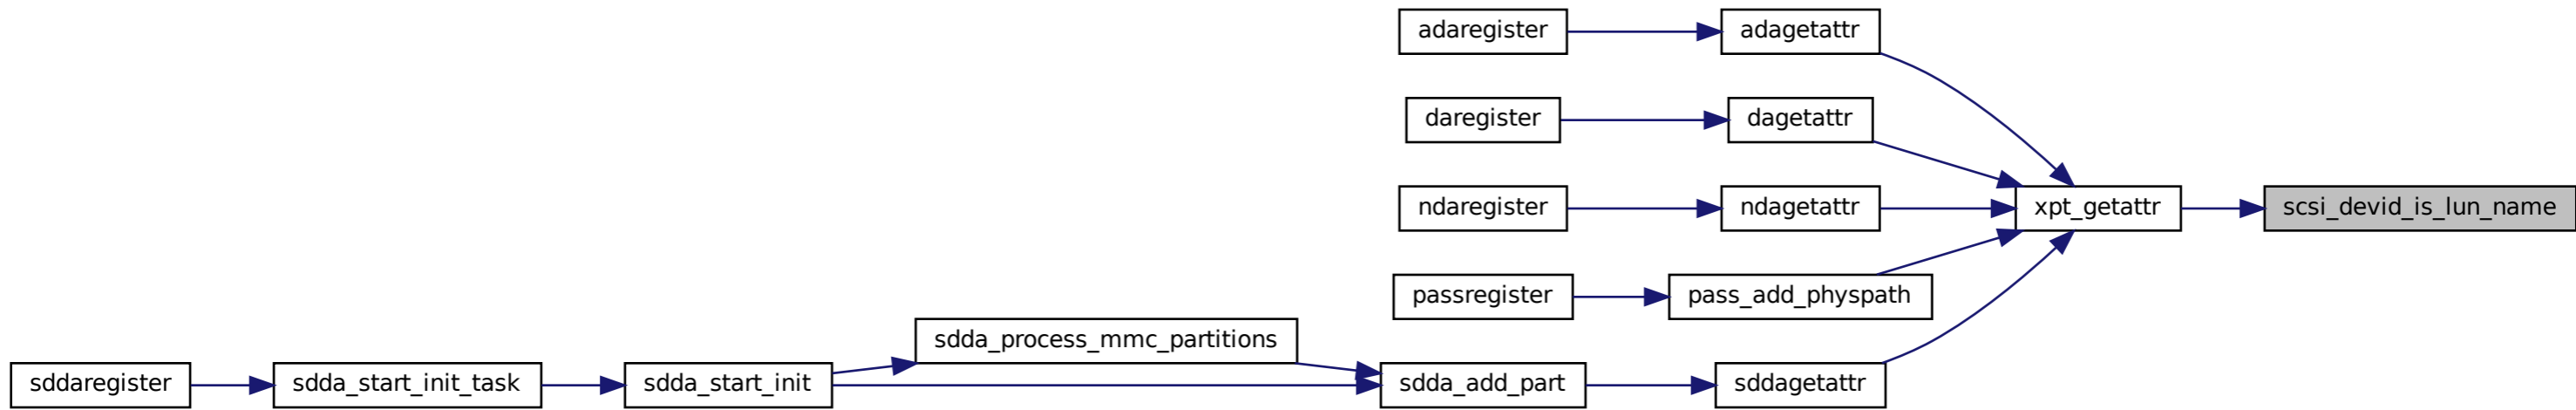 adaregister
adagetattr
daregister
dagetattr
ndaregister
ndagetattr
xpt_getattr
scsi_devid_is_lun_name
passregister
pass_add_physpath
sdda_process_mmc_partitions
sddaregister
sdda_start_init_task
sdda_start_init
sdda_add_part
sddagetattr